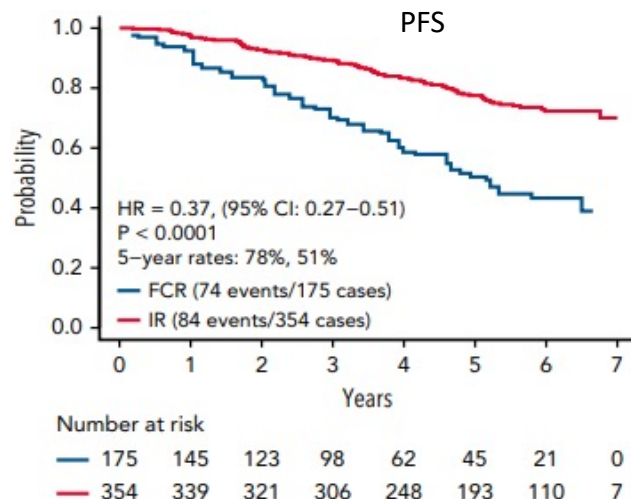 PFS
1.0
0.8
0.6
0.4
0.2
0.0
Probability
HR = 0.37, (95% CI: 0.27–0.51)
P < 0.0001
5–year rates: 78%, 51%
FCR (74 events/175 cases)
IR (84 events/354 cases)
0 1 2 3 4 5 6 7
Years
Number at risk
175 145 123 98 62 45 21 0
354 339 321 306 248 193 110 7